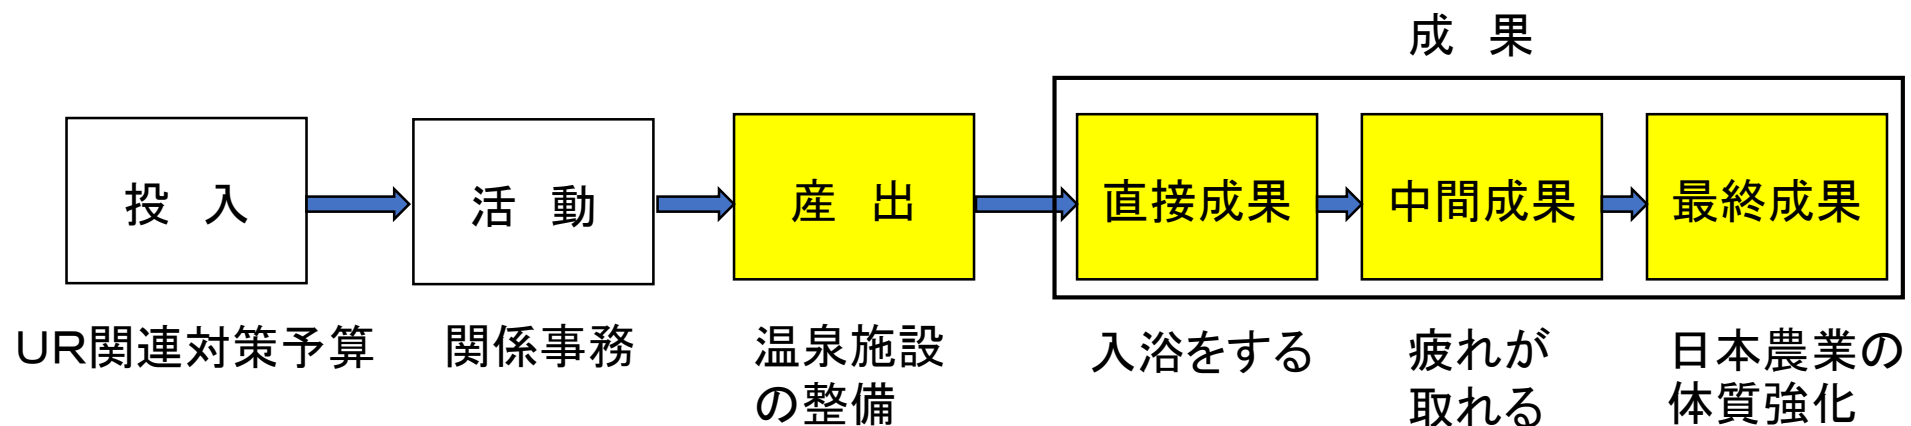 成 果
投 入
活 動
産 出
直接成果
中間成果
最終成果
UR関連対策予算
関係事務
温泉施設
の整備
入浴をする
疲れが
取れる
日本農業の
体質強化